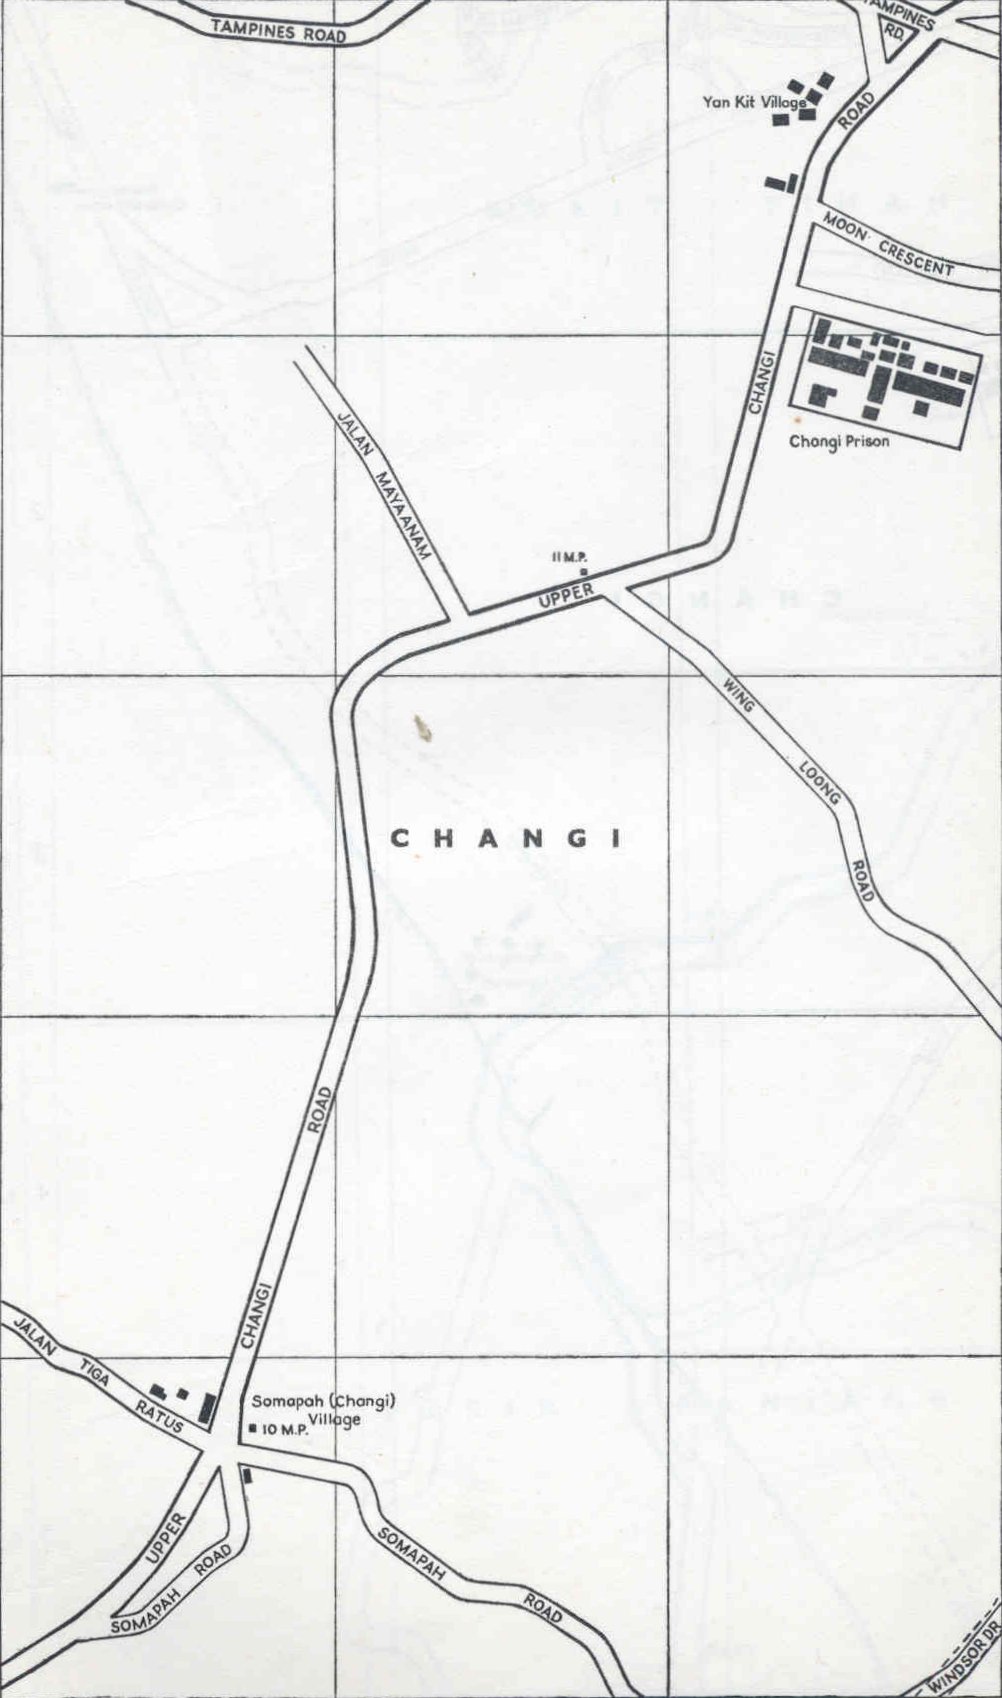 TAMPINES ROAD
TAMPINES
RD.
Yan Kit Village
ROAD
MOON CRESCENT
CHANGI
Changi Prison
JALAN MAYAANAM
11 M.P.
UPPER
WING LOONG ROAD
CHANGI
ROAD
CHANGI
JALAN TIGA RATUS
Somapah (Changi)
Village
10 M.P.
UPPER
SOMAPAH ROAD
SOMAPAH ROAD
WINDSOR DR.